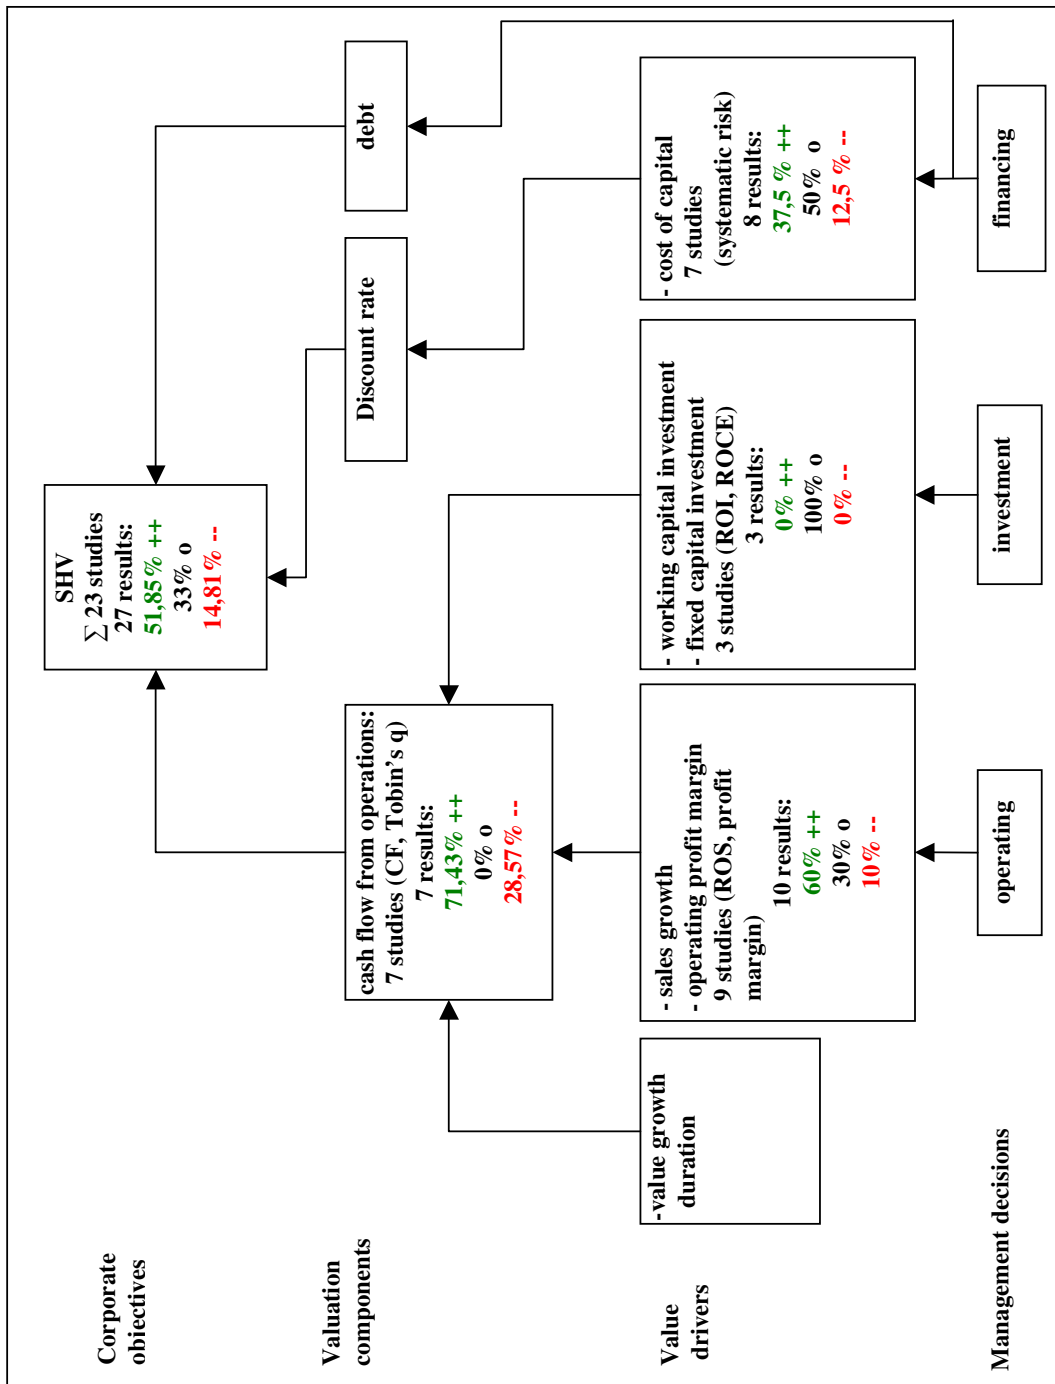 Corporate
obiectives
SHV
∑ 23 studies
27 results:
51,85% ++
33% o
14,81% --
Valuation
components
cash flow from operations:
7 studies (CF, Tobin's q)
7 results:
71,43% ++
0% o
28,57% --
Discount rate
debt
Value
drivers
-value growth
duration
- sales growth
- operating profit margin
9 studies (ROS, profit
margin)
10 results:
60% ++
30% o
10% --
- working capital investment
- fixed capital investment
3 studies (ROI, ROCE)
3 results:
0% ++
100% o
0% --
- cost of capital
7 studies
(systematic risk)
8 results:
37,5 % ++
50% o
12,5 % --
Management decisions
operating
investment
financing